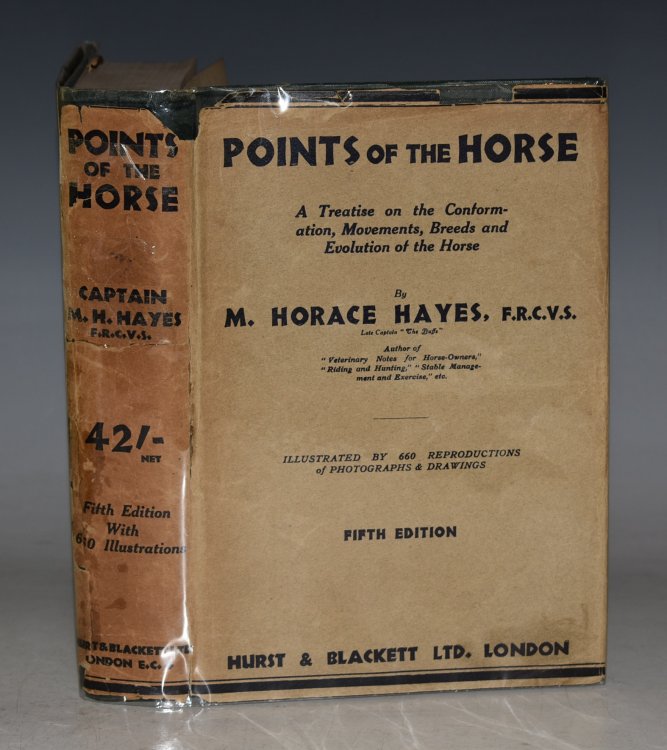 POINTS
OF THE
HORSE
CAPTAIN
M. H. HAYES
F.R.C.V.S.
42/-
NET
Fifth Edition
With
660 Illustrations
HURST & BLACKETT LTD
LONDON E.C.
POINTS OF THE HORSE
A Treatise on the Conform-
ation, Movements, Breeds and
Evolution of the Horse
By
M. HORACE HAYES, F.R.C.V.S.
Late Captain "The Buffs"
Author of
"Veterinary Notes for Horse-Owners,"
"Riding and Hunting," "Stable Manage-
ment and Exercise," etc.
ILLUSTRATED BY 660 REPRODUCTIONS
of PHOTOGRAPHS & DRAWINGS
FIFTH EDITION
HURST & BLACKETT LTD. LONDON